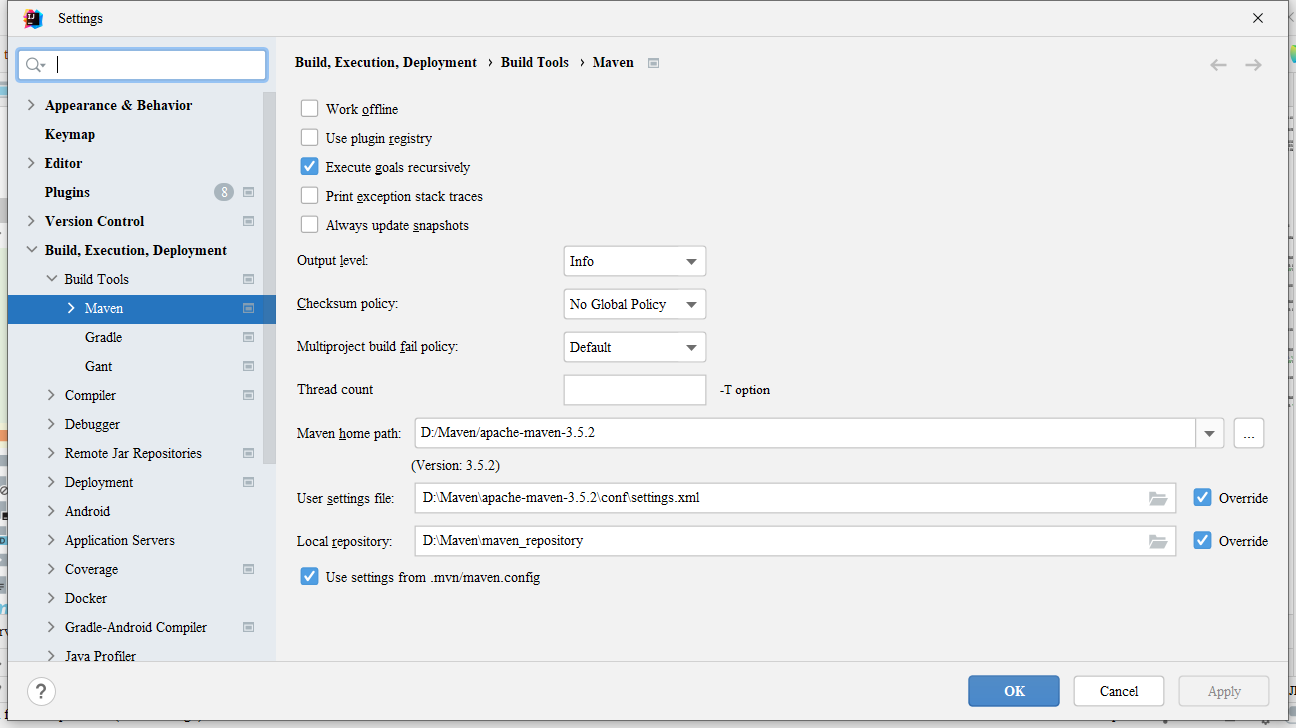 Settings
Appearance & Behavior
Keymap
Editor
Plugins 8
Version Control
Build, Execution, Deployment
Build Tools
Maven
Gradle
Gant
Compiler
Debugger
Remote Jar Repositories
Deployment
Android
Application Servers
Coverage
Docker
Gradle-Android Compiler
Java Profiler
Build, Execution, Deployment › Build Tools › Maven
Work offline
Use plugin registry
Execute goals recursively
Print exception stack traces
Always update snapshots
Output level: Info
Checksum policy: No Global Policy
Multiproject build fail policy: Default
Thread count -T option
Maven home path: D:/Maven/apache-maven-3.5.2 ...
(Version: 3.5.2)
User settings file: D:\Maven\apache-maven-3.5.2\conf\settings.xml Override
Local repository: D:\Maven\maven_repository Override
Use settings from .mvn/maven.config
? OK Cancel Apply